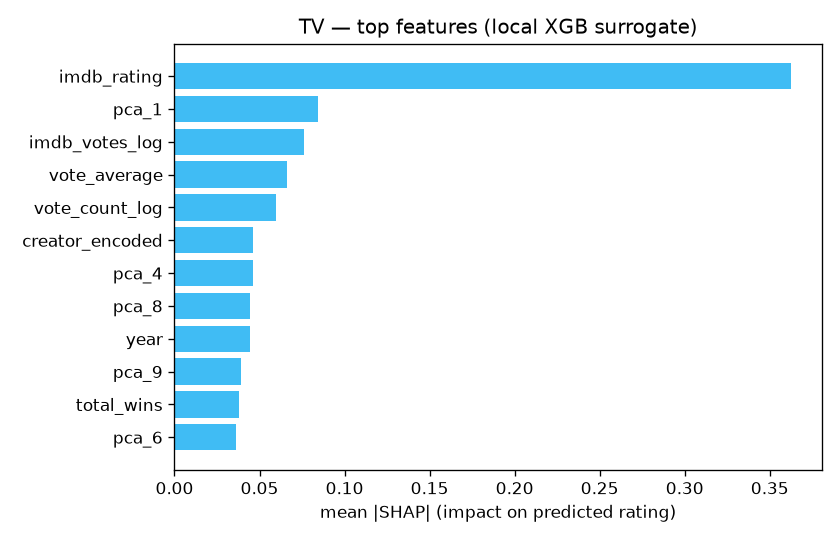 TV — top features (local XGB surrogate)
imdb_rating
pca_1
imdb_votes_log
vote_average
vote_count_log
creator_encoded
pca_4
pca_8
year
pca_9
total_wins
pca_6
0.00 0.05 0.10 0.15 0.20 0.25 0.30 0.35
mean |SHAP| (impact on predicted rating)